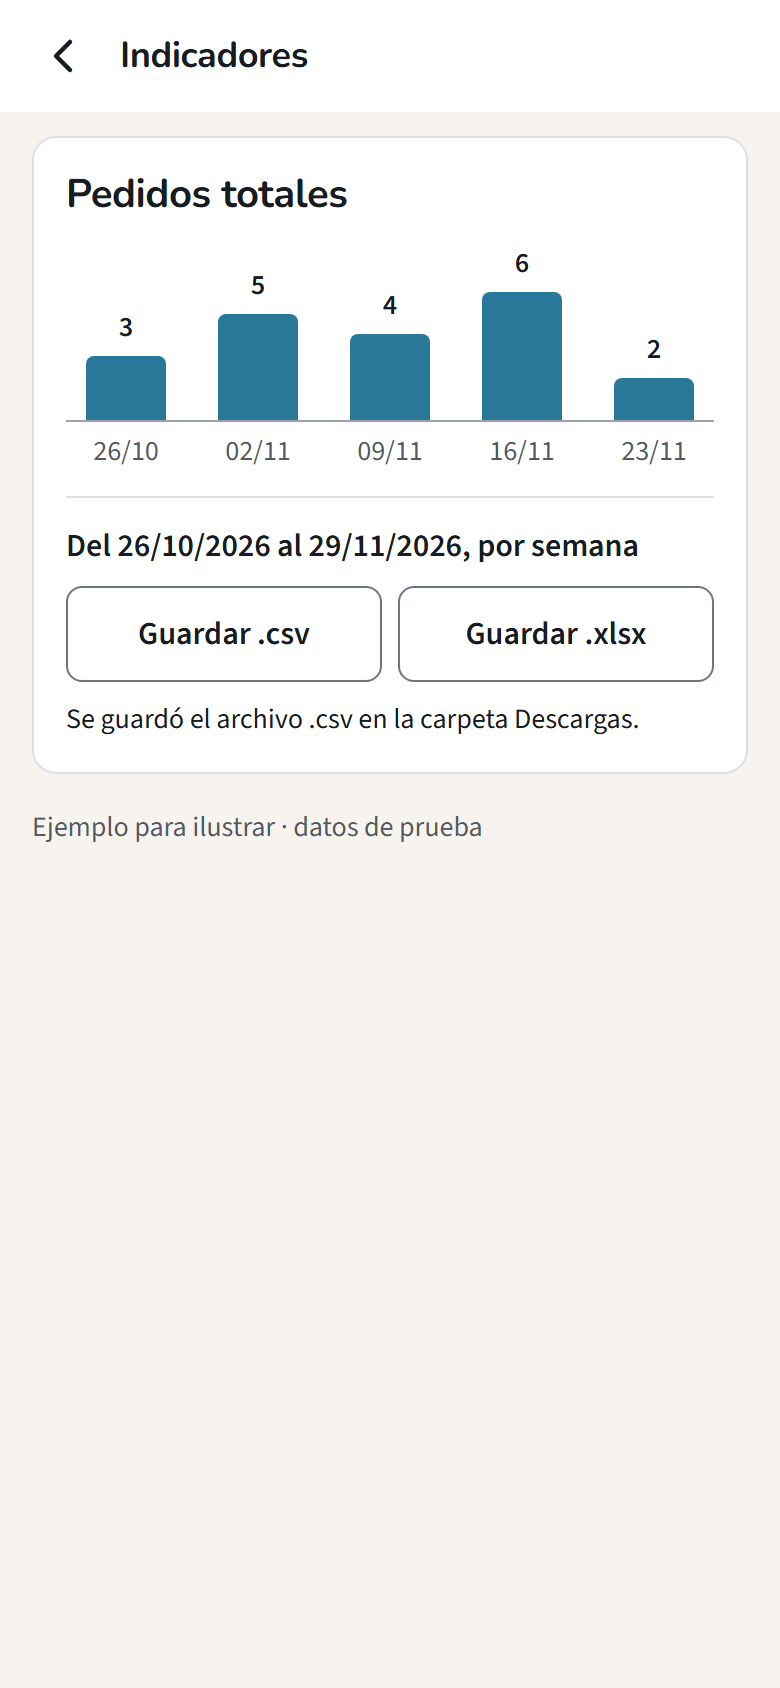 Indicadores
Pedidos totales
3
5
4
6
2
26/10
02/11
09/11
16/11
23/11
Del 26/10/2026 al 29/11/2026, por semana
Guardar .csv
Guardar .xlsx
Se guardó el archivo .csv en la carpeta Descargas.
Ejemplo para ilustrar · datos de prueba